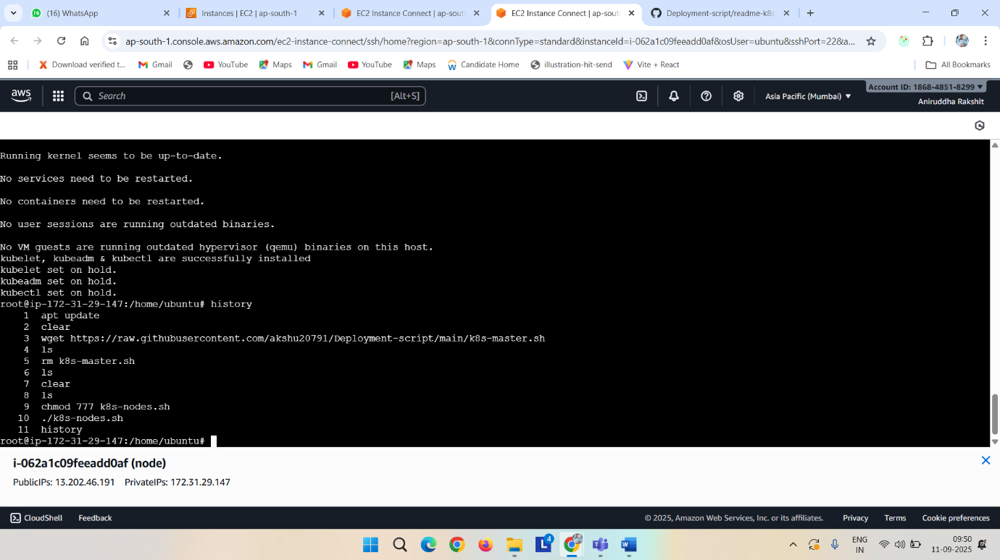 (16) WhatsApp
Instances | EC2 | ap-south-1
EC2 Instance Connect | ap-sout
EC2 Instance Connect | ap-sout
Deployment-script/readme-k8s
ap-south-1.console.aws.amazon.com/ec2-instance-connect/ssh/home?region=ap-south-1&connType=standard&instanceId=i-062a1c09feeadd0af&osUser=ubuntu&sshPort=22&a...
Download verified t...
Gmail
YouTube
Maps
Gmail
YouTube
Maps
Candidate Home
illustration-hit-send
Vite + React
All Bookmarks
aws
Search
[Alt+S]
Asia Pacific (Mumbai) ▼
Account ID: 1868-4851-8299 ▼
Aniruddha Rakshit
Running kernel seems to be up-to-date.
No services need to be restarted.
No containers need to be restarted.
No user sessions are running outdated binaries.
No VM guests are running outdated hypervisor (qemu) binaries on this host.
kubelet, kubeadm & kubectl are successfully installed
kubelet set on hold.
kubeadm set on hold.
kubectl set on hold.
root@ip-172-31-29-147:/home/ubuntu# history
1 apt update
2 clear
3 wget https://raw.githubusercontent.com/akshu20791/Deployment-script/main/k8s-master.sh
4 ls
5 rm k8s-master.sh
6 ls
7 clear
8 ls
9 chmod 777 k8s-nodes.sh
10 ./k8s-nodes.sh
11 history
root@ip-172-31-29-147:/home/ubuntu#
i-062a1c09feeadd0af (node)
PublicIPs: 13.202.46.191 PrivateIPs: 172.31.29.147
CloudShell
Feedback
© 2025, Amazon Web Services, Inc. or its affiliates.
Privacy
Terms
Cookie preferences
ENG
IN
09:50
11-09-2025